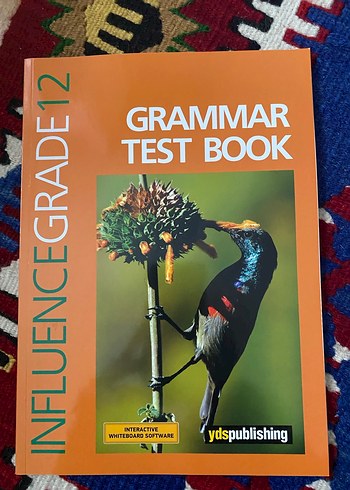 INFLUENCEGRADE12
GRAMMAR
TEST BOOK
INTERACTIVE
WHITEBOARD SOFTWARE
ydspublishing